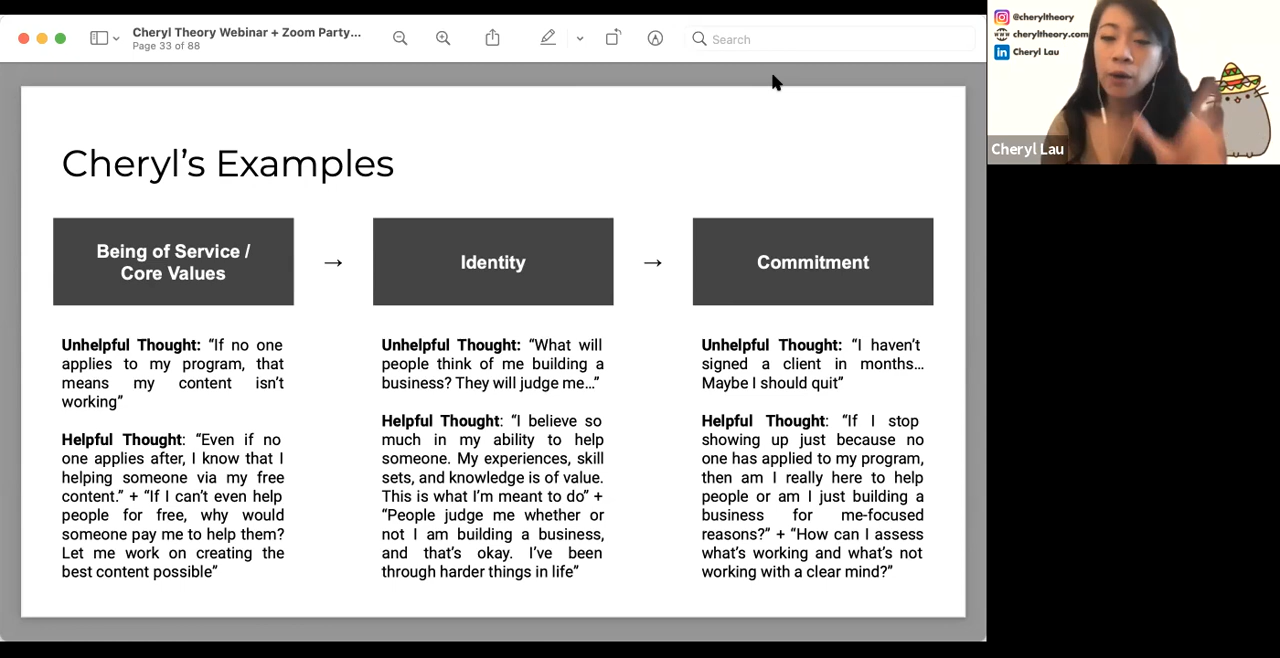 Cheryl Theory Webinar + Zoom Party...
Page 33 of 88
Search
@cheryltheory
cheryltheory.com
Cheryl Lau
Cheryl Lau
Cheryl's Examples
Being of Service /
Core Values
→
Identity
→
Commitment
Unhelpful Thought: “If no one
applies to my program, that
means my content isn’t
working”
Helpful Thought: “Even if no
one applies after, I know that I
helping someone via my free
content.” + “If I can’t even help
people for free, why would
someone pay me to help them?
Let me work on creating the
best content possible”
Unhelpful Thought: “What will
people think of me building a
business? They will judge me…”
Helpful Thought: “I believe so
much in my ability to help
someone. My experiences, skill
sets, and knowledge is of value.
This is what I’m meant to do” +
“People judge me whether or
not I am building a business,
and that’s okay. I’ve been
through harder things in life”
Unhelpful Thought: “I haven’t
signed a client in months…
Maybe I should quit”
Helpful Thought: “If I stop
showing up just because no
one has applied to my program,
then am I really here to help
people or am I just building a
business for me-focused
reasons?” + “How can I assess
what’s working and what’s not
working with a clear mind?”